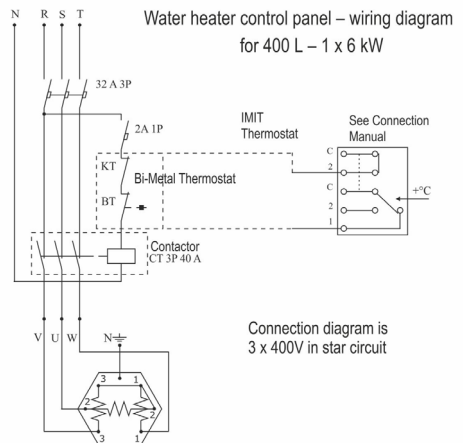 Water heater control panel – wiring diagram
for 400 L – 1 x 6 kW
N R S T
32 A 3P
2A 1P
IMIT
Thermostat
See Connection
Manual
KT
Bi-Metal Thermostat
BT
C
2
C
2
1
+°C
Contactor
CT 3P 40 A
V U W N
Connection diagram is
3 x 400V in star circuit
3 1
2 2
3 1